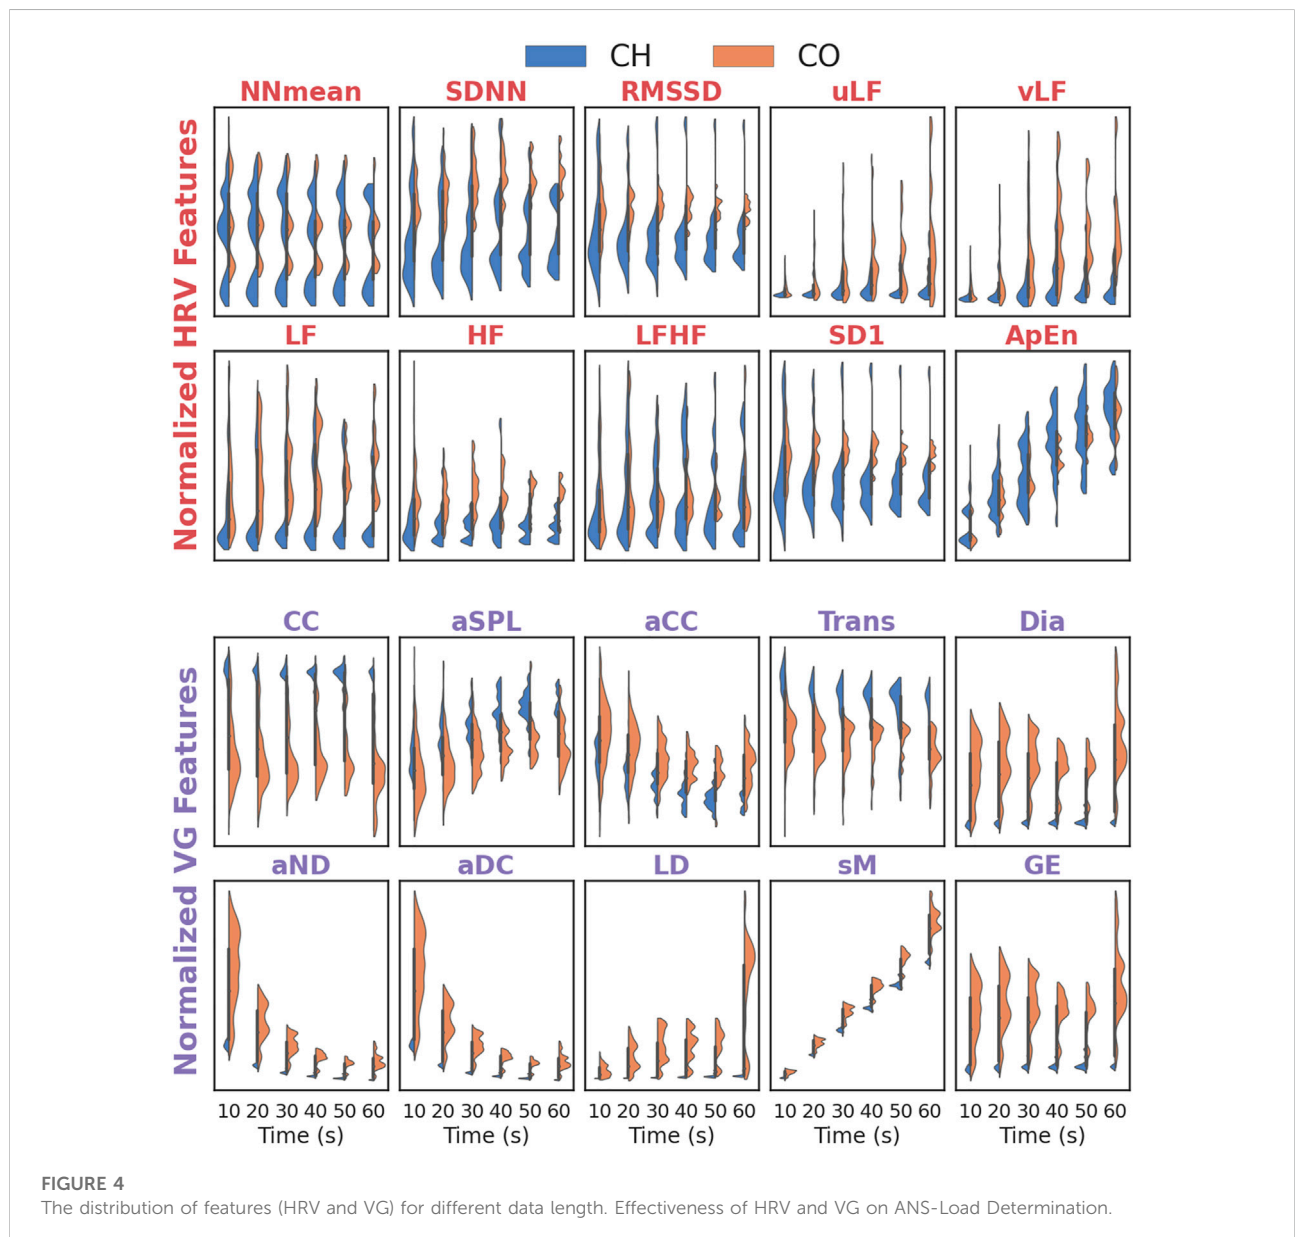 CH CO
Normalized HRV Features
NNmean SDNN RMSSD uLF vLF
LF HF LFHF SD1 ApEn
Normalized VG Features
CC aSPL aCC Trans Dia
aND aDC LD sM GE
10 20 30 40 50 60 10 20 30 40 50 60 10 20 30 40 50 60 10 20 30 40 50 60 10 20 30 40 50 60
Time (s) Time (s) Time (s) Time (s) Time (s)
FIGURE 4
The distribution of features (HRV and VG) for different data length. Effectiveness of HRV and VG on ANS-Load Determination.